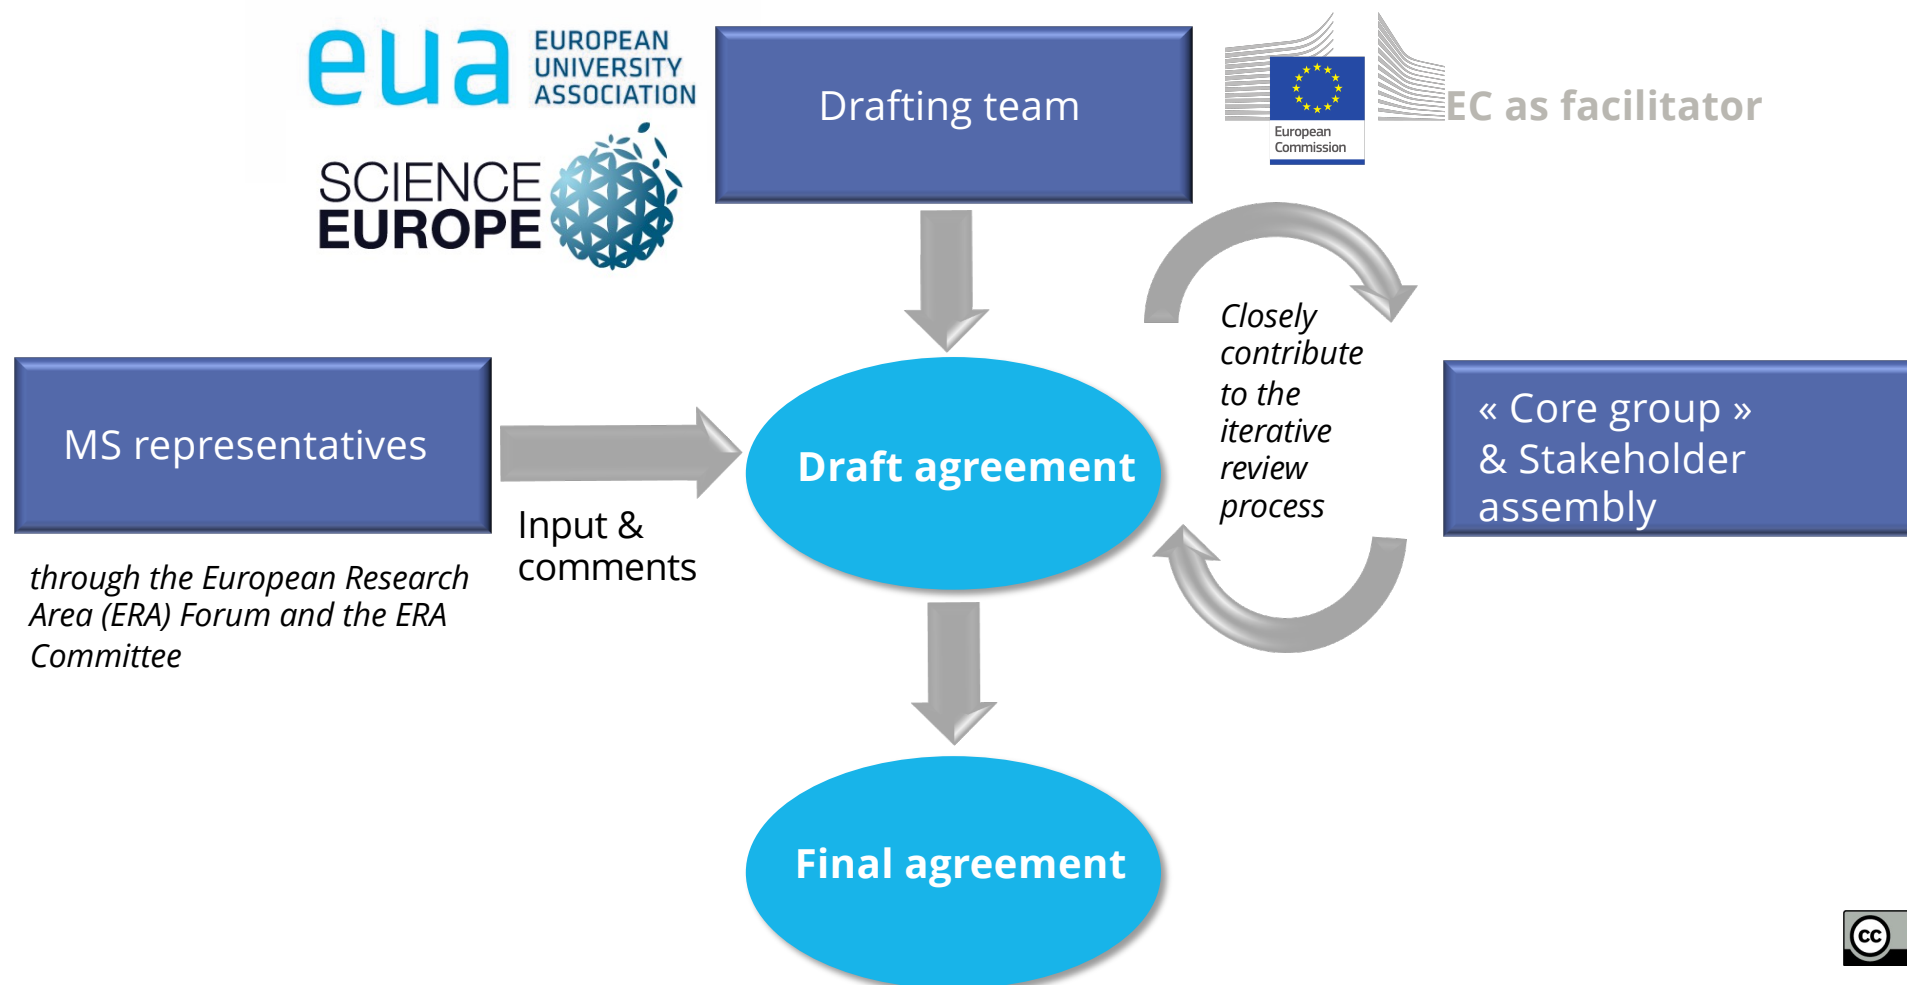 eua
EUROPEAN
UNIVERSITY
ASSOCIATION
SCIENCE
EUROPE
Drafting team
European
Commission
EC as facilitator
MS representatives
through the European Research
Area (ERA) Forum and the ERA
Committee
Input &
comments
Draft agreement
Closely
contribute
to the
iterative
review
process
« Core group »
& Stakeholder
assembly
Final agreement
cc